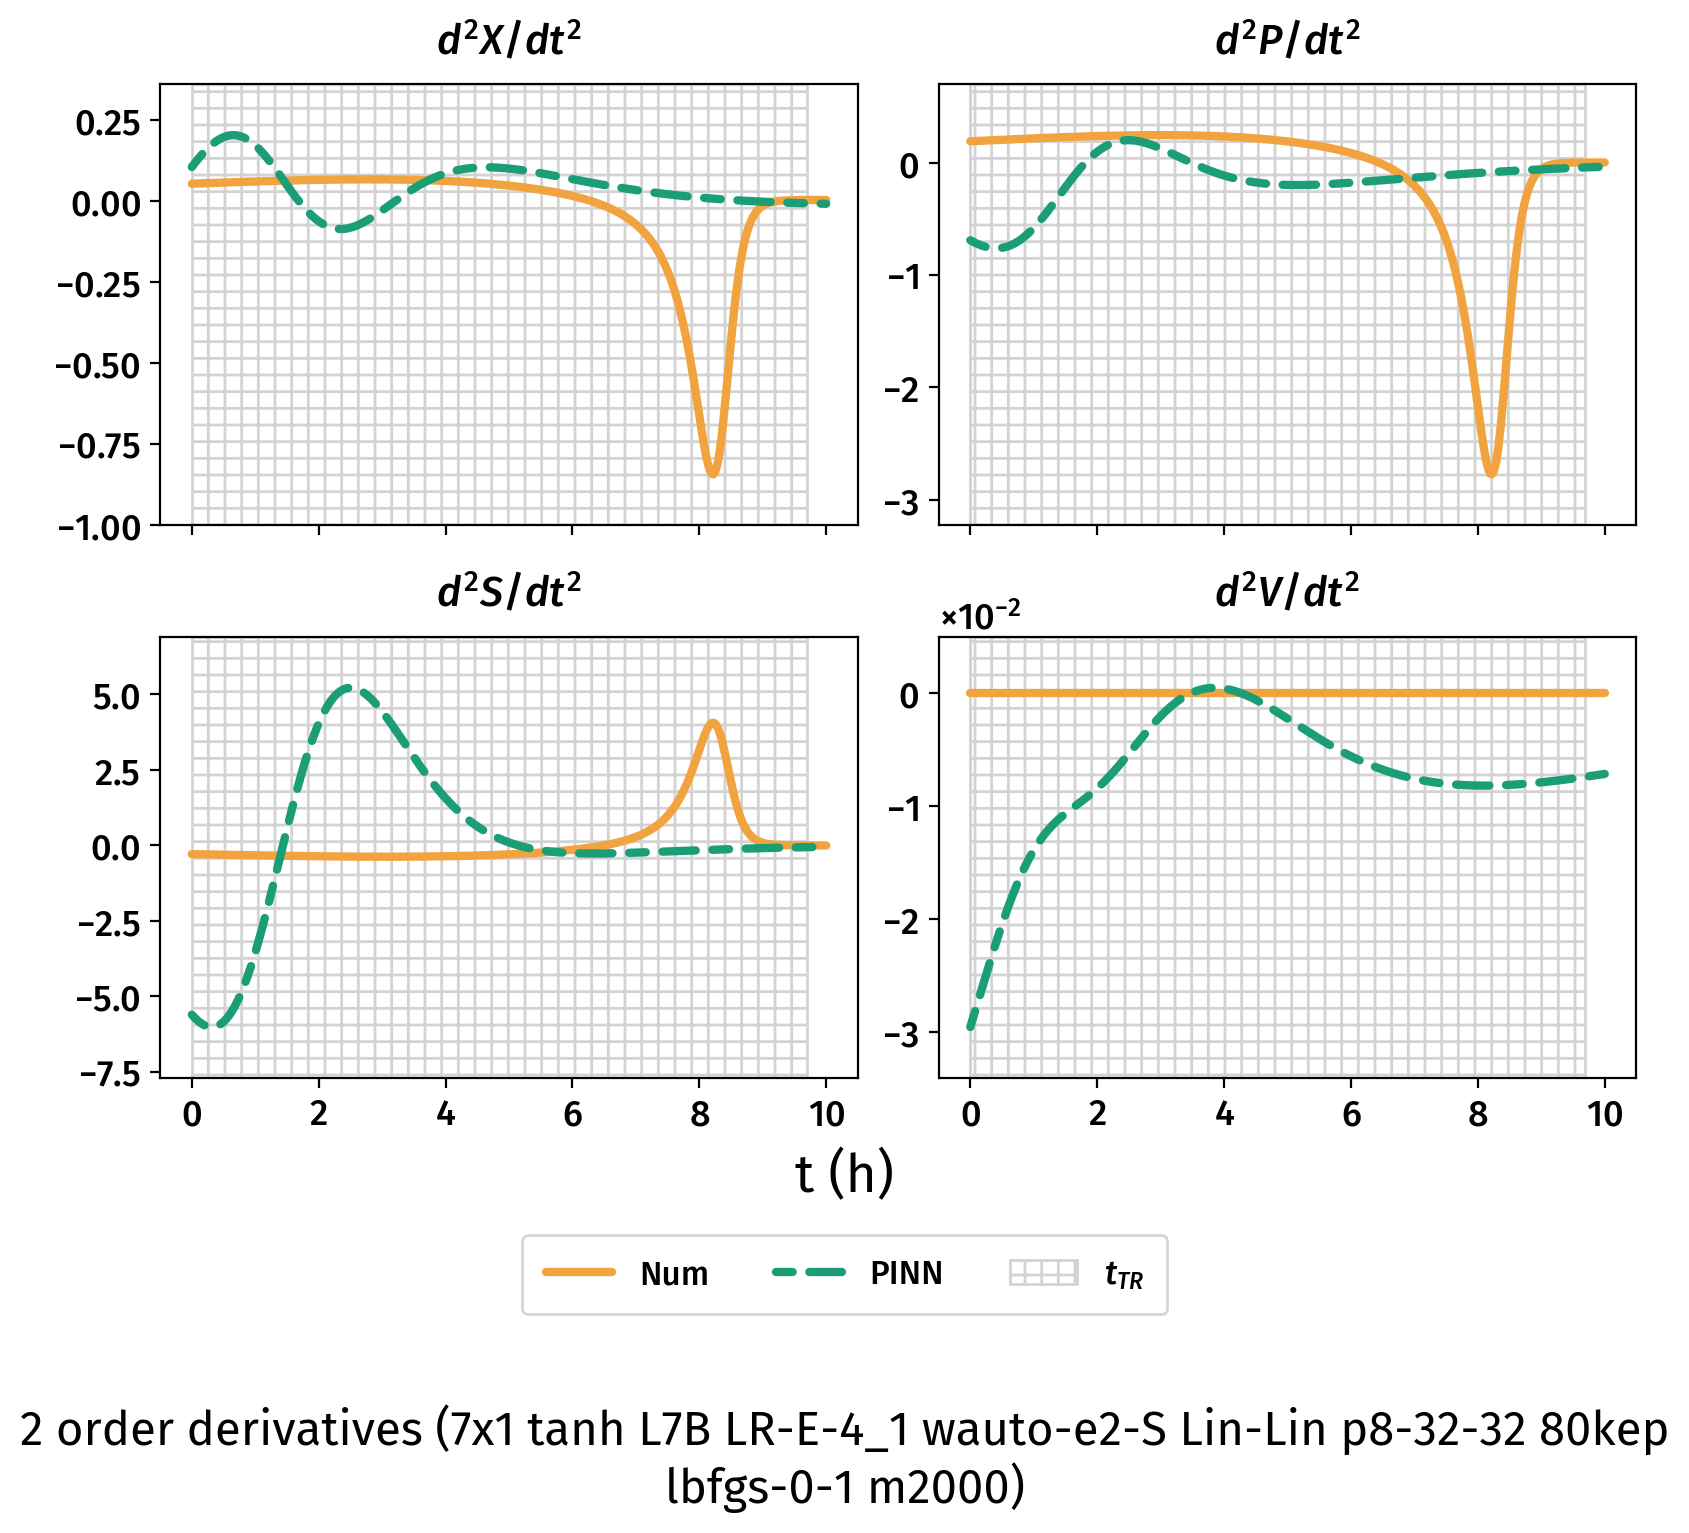 d²X/dt²
d²P/dt²
0.25
0.00
−0.25
−0.50
−0.75
−1.00
0
−1
−2
−3
d²S/dt²
d²V/dt²
×10⁻²
5.0
2.5
0.0
−2.5
−5.0
−7.5
0
−1
−2
−3
0 2 4 6 8 10
0 2 4 6 8 10
t (h)
Num PINN t_TR
2 order derivatives (7x1 tanh L7B LR-E-4_1 wauto-e2-S Lin-Lin p8-32-32 80kep
lbfgs-0-1 m2000)